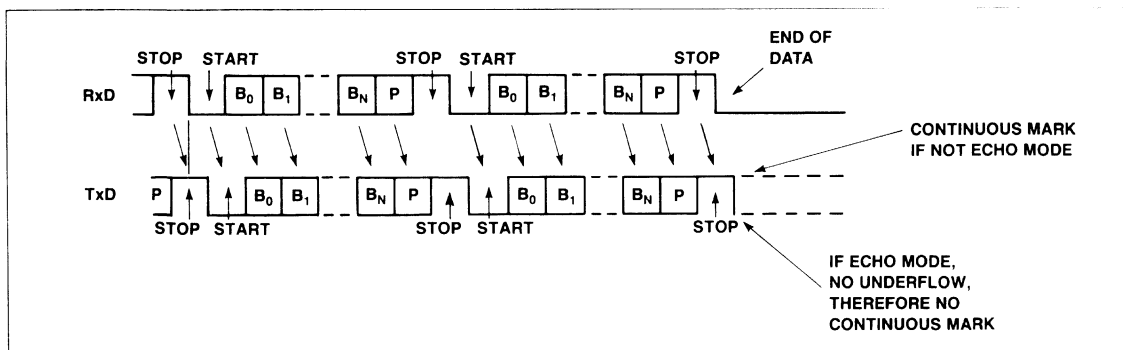 END OF
DATA
STOP START STOP START STOP
RxD B0 B1 BN P B0 B1 BN P
CONTINUOUS MARK
IF NOT ECHO MODE
TxD P B0 B1 BN P B0 B1 BN P
STOP START STOP START STOP
IF ECHO MODE,
NO UNDERFLOW,
THEREFORE NO
CONTINUOUS MARK